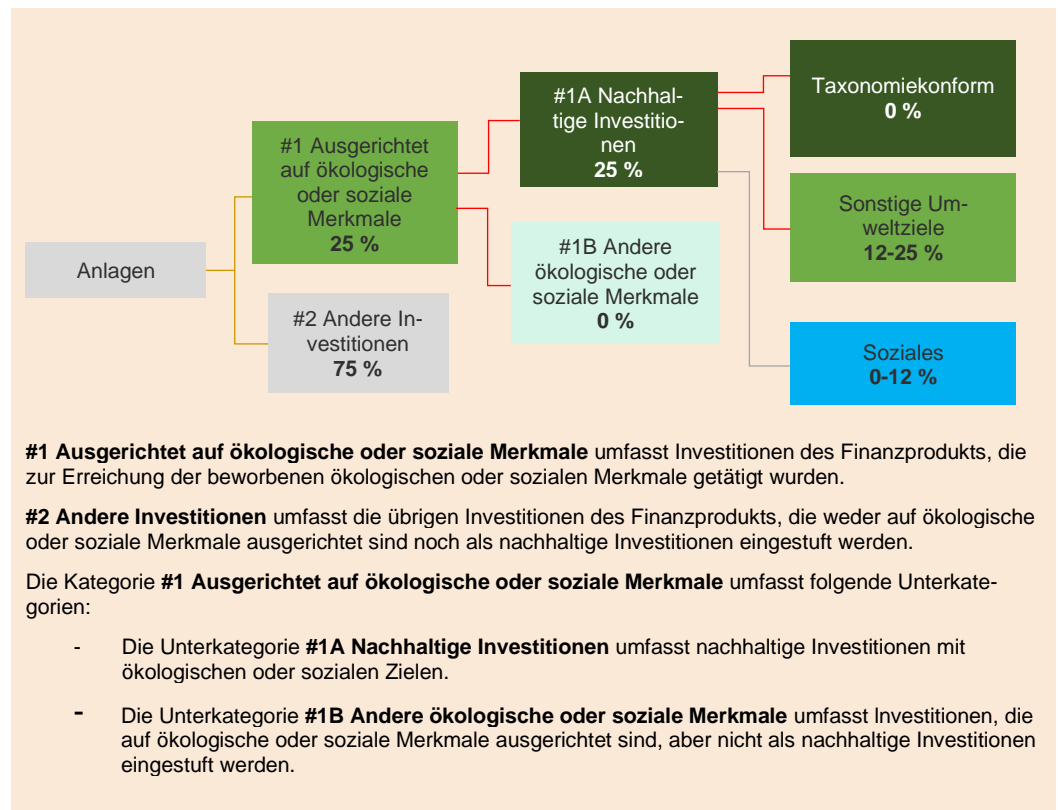 Anlagen
#1 Ausgerichtet
auf ökologische
oder soziale
Merkmale
25 %
#2 Andere In-
vestitionen
75 %
#1A Nachhal-
tige Investitio-
nen
25 %
#1B Andere
ökologische oder
soziale Merkmale
0 %
Taxonomiekonform
0 %
Sonstige Um-
weltziele
12-25 %
Soziales
0-12 %
#1 Ausgerichtet auf ökologische oder soziale Merkmale umfasst Investitionen des Finanzprodukts, die
zur Erreichung der beworbenen ökologischen oder sozialen Merkmale getätigt wurden.
#2 Andere Investitionen umfasst die übrigen Investitionen des Finanzprodukts, die weder auf ökologische
oder soziale Merkmale ausgerichtet sind noch als nachhaltige Investitionen eingestuft werden.
Die Kategorie #1 Ausgerichtet auf ökologische oder soziale Merkmale umfasst folgende Unterkate-
gorien:
- Die Unterkategorie #1A Nachhaltige Investitionen umfasst nachhaltige Investitionen mit
ökologischen oder sozialen Zielen.
- Die Unterkategorie #1B Andere ökologische oder soziale Merkmale umfasst Investitionen, die
auf ökologische oder soziale Merkmale ausgerichtet sind, aber nicht als nachhaltige Investitionen
eingestuft werden.